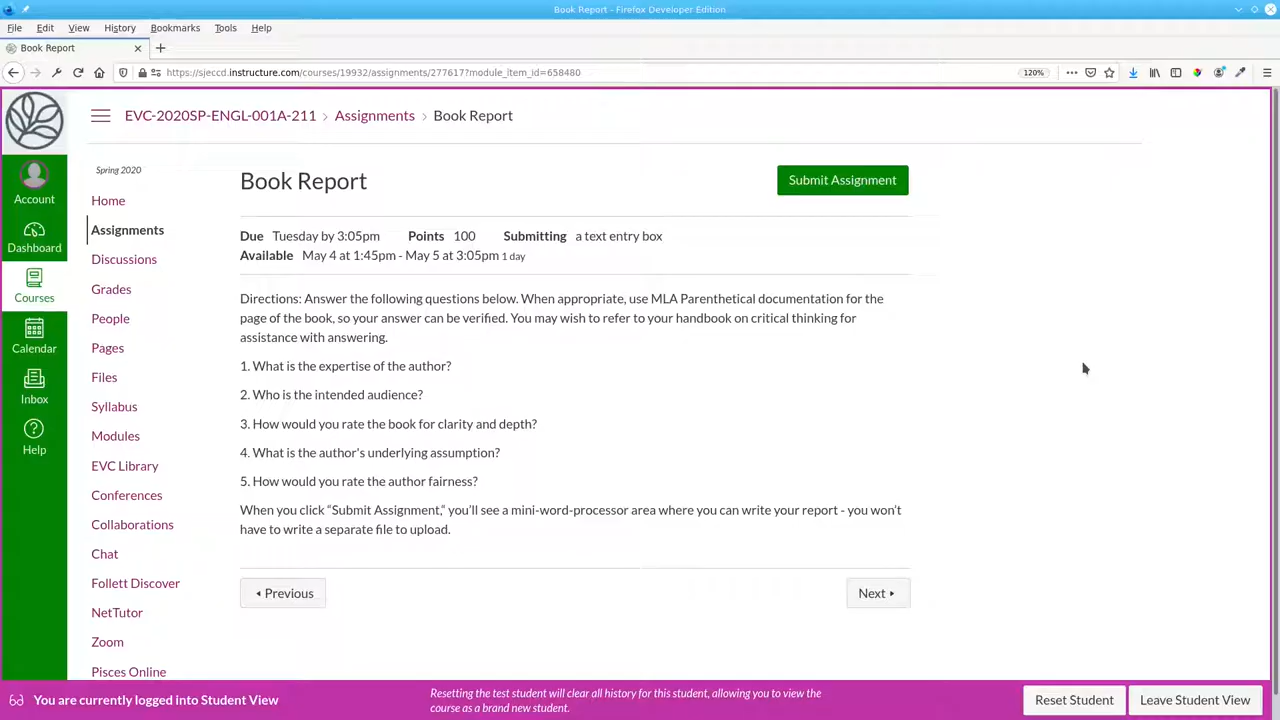 Book Report - Firefox Developer Edition
File Edit View History Bookmarks Tools Help
Book Report
https://sjeccd.instructure.com/courses/19932/assignments/277617?module_item_id=658480
120%
EVC-2020SP-ENGL-001A-211 › Assignments › Book Report
Spring 2020
Account
Dashboard
Courses
Calendar
Inbox
Help
Home
Assignments
Discussions
Grades
People
Pages
Files
Syllabus
Modules
EVC Library
Conferences
Collaborations
Chat
Follett Discover
NetTutor
Zoom
Pisces Online
Book Report
Submit Assignment
Due Tuesday by 3:05pm Points 100 Submitting a text entry box
Available May 4 at 1:45pm - May 5 at 3:05pm 1 day
Directions: Answer the following questions below. When appropriate, use MLA Parenthetical documentation for the
page of the book, so your answer can be verified. You may wish to refer to your handbook on critical thinking for
assistance with answering.
1. What is the expertise of the author?
2. Who is the intended audience?
3. How would you rate the book for clarity and depth?
4. What is the author's underlying assumption?
5. How would you rate the author fairness?
When you click “Submit Assignment,“ you’ll see a mini-word-processor area where you can write your report - you won’t
have to write a separate file to upload.
Previous
Next
You are currently logged into Student View
Resetting the test student will clear all history for this student, allowing you to view the
course as a brand new student.
Reset Student
Leave Student View